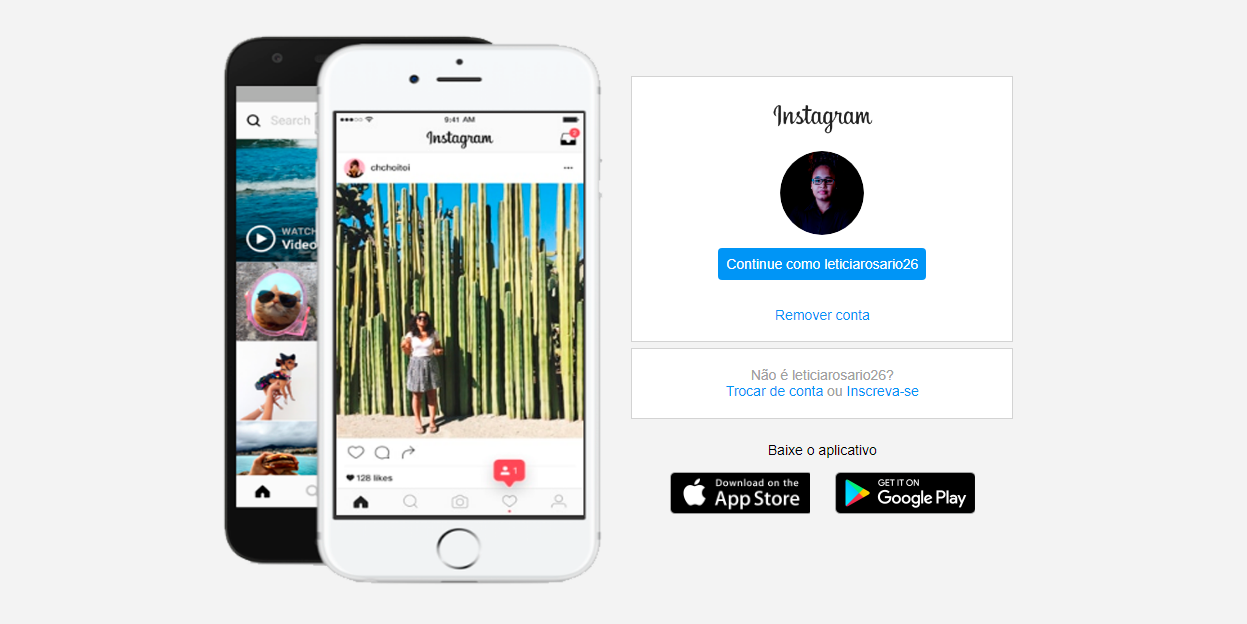 Search
WATCH
Video
9:41 AM
Instagram
2
chchoitoi
128 likes
1
Instagram
Continue como leticiarosario26
Remover conta
Não é leticiarosario26?
Trocar de conta ou Inscreva-se
Baixe o aplicativo
Download on the
App Store
GET IT ON
Google Play